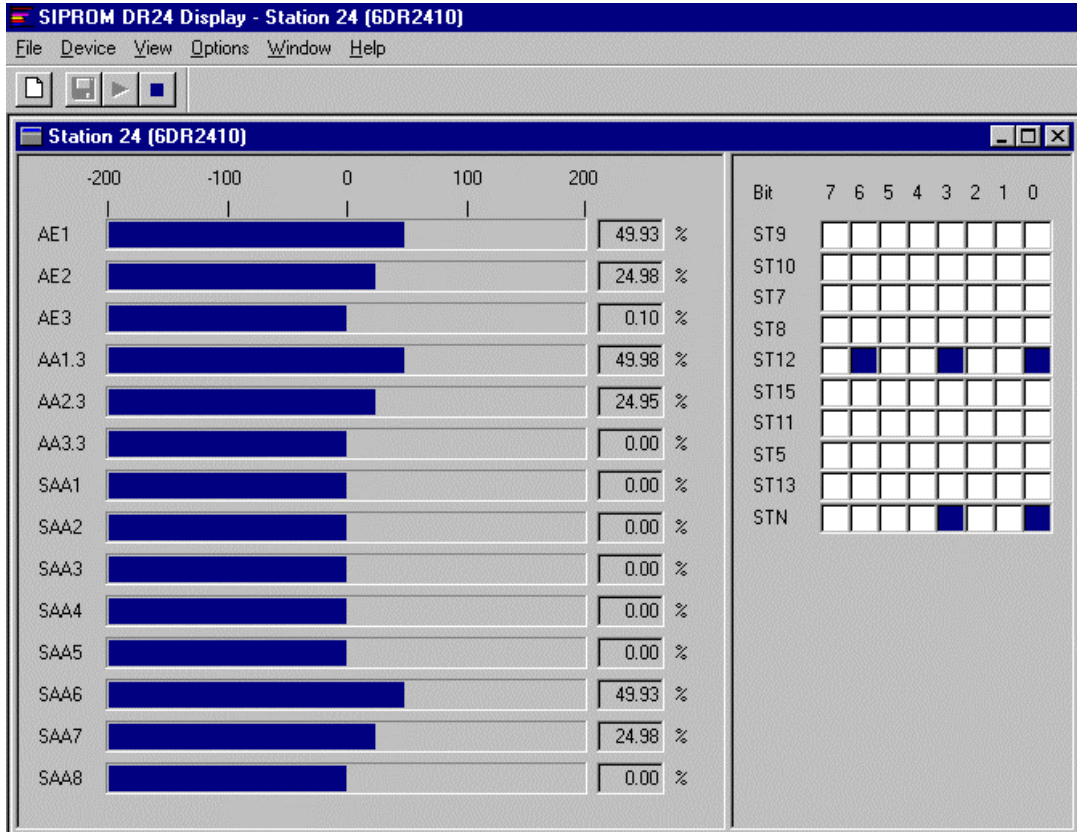 SIPROM DR24 Display - Station 24 (6DR2410)
File Device View Options Window Help
Station 24 (6DR2410)
-200 -100 0 100 200
AE1 49.93 %
AE2 24.98 %
AE3 0.10 %
AA1.3 49.98 %
AA2.3 24.95 %
AA3.3 0.00 %
SAA1 0.00 %
SAA2 0.00 %
SAA3 0.00 %
SAA4 0.00 %
SAA5 0.00 %
SAA6 49.93 %
SAA7 24.98 %
SAA8 0.00 %
Bit 7 6 5 4 3 2 1 0
ST9
ST10
ST7
ST8
ST12
ST15
ST11
ST5
ST13
STN